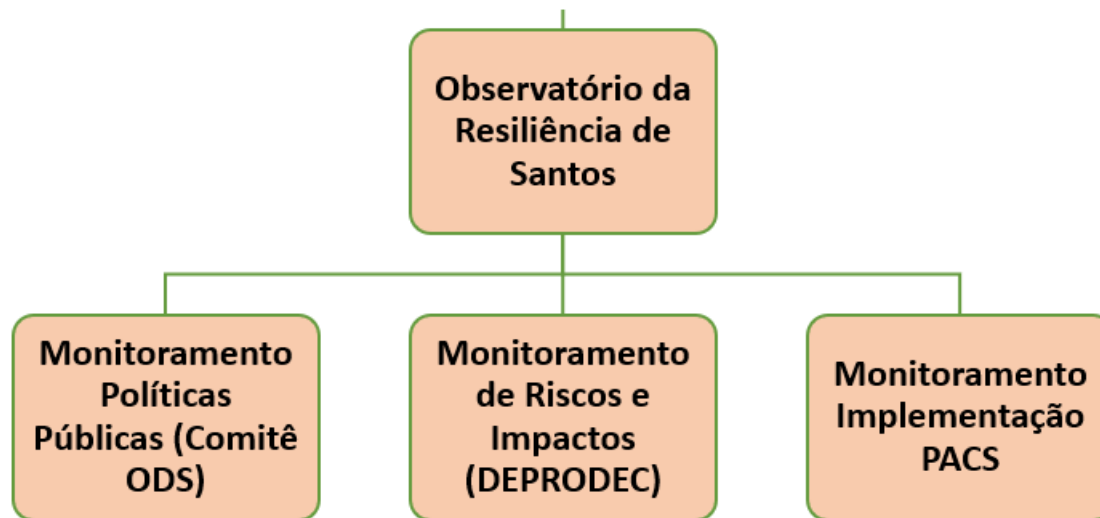 Observatório da
Resiliência de
Santos
Monitoramento
Políticas
Públicas (Comitê
ODS)
Monitoramento
de Riscos e
Impactos
(DEPRODEC)
Monitoramento
Implementação
PACS